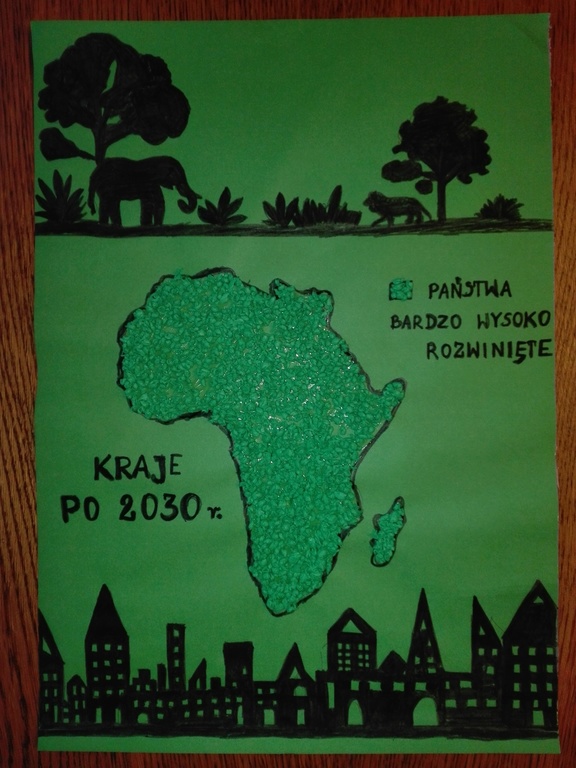 PAŃSTWA
BARDZO WYSOKO
ROZWINIĘTE
KRAJE
PO 2030 r.